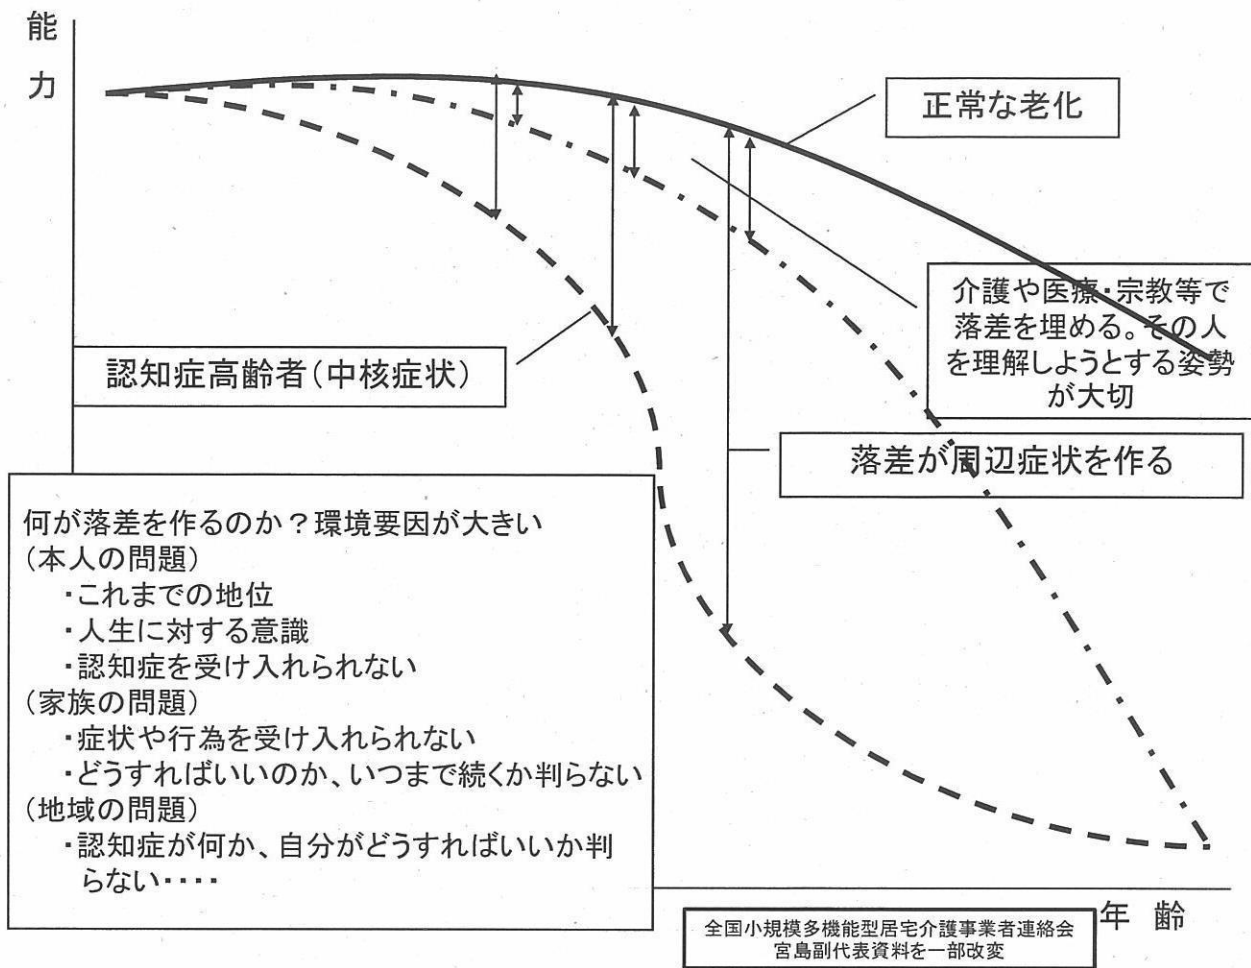 能
力
正常な老化
介護や医療・宗教等で
落差を埋める。その人
を理解しようとする姿勢
が大切
認知症高齢者（中核症状）
落差が周辺症状を作る
何が落差を作るのか？環境要因が大きい
（本人の問題）
・これまでの地位
・人生に対する意識
・認知症を受け入れられない
（家族の問題）
・症状や行為を受け入れられない
・どうすればいいのか、いつまで続くか判らない
（地域の問題）
・認知症が何か、自分がどうすればいいか判
らない・・・・
年 齢
全国小規模多機能型居宅介護事業者連絡会
宮島副代表資料を一部改変